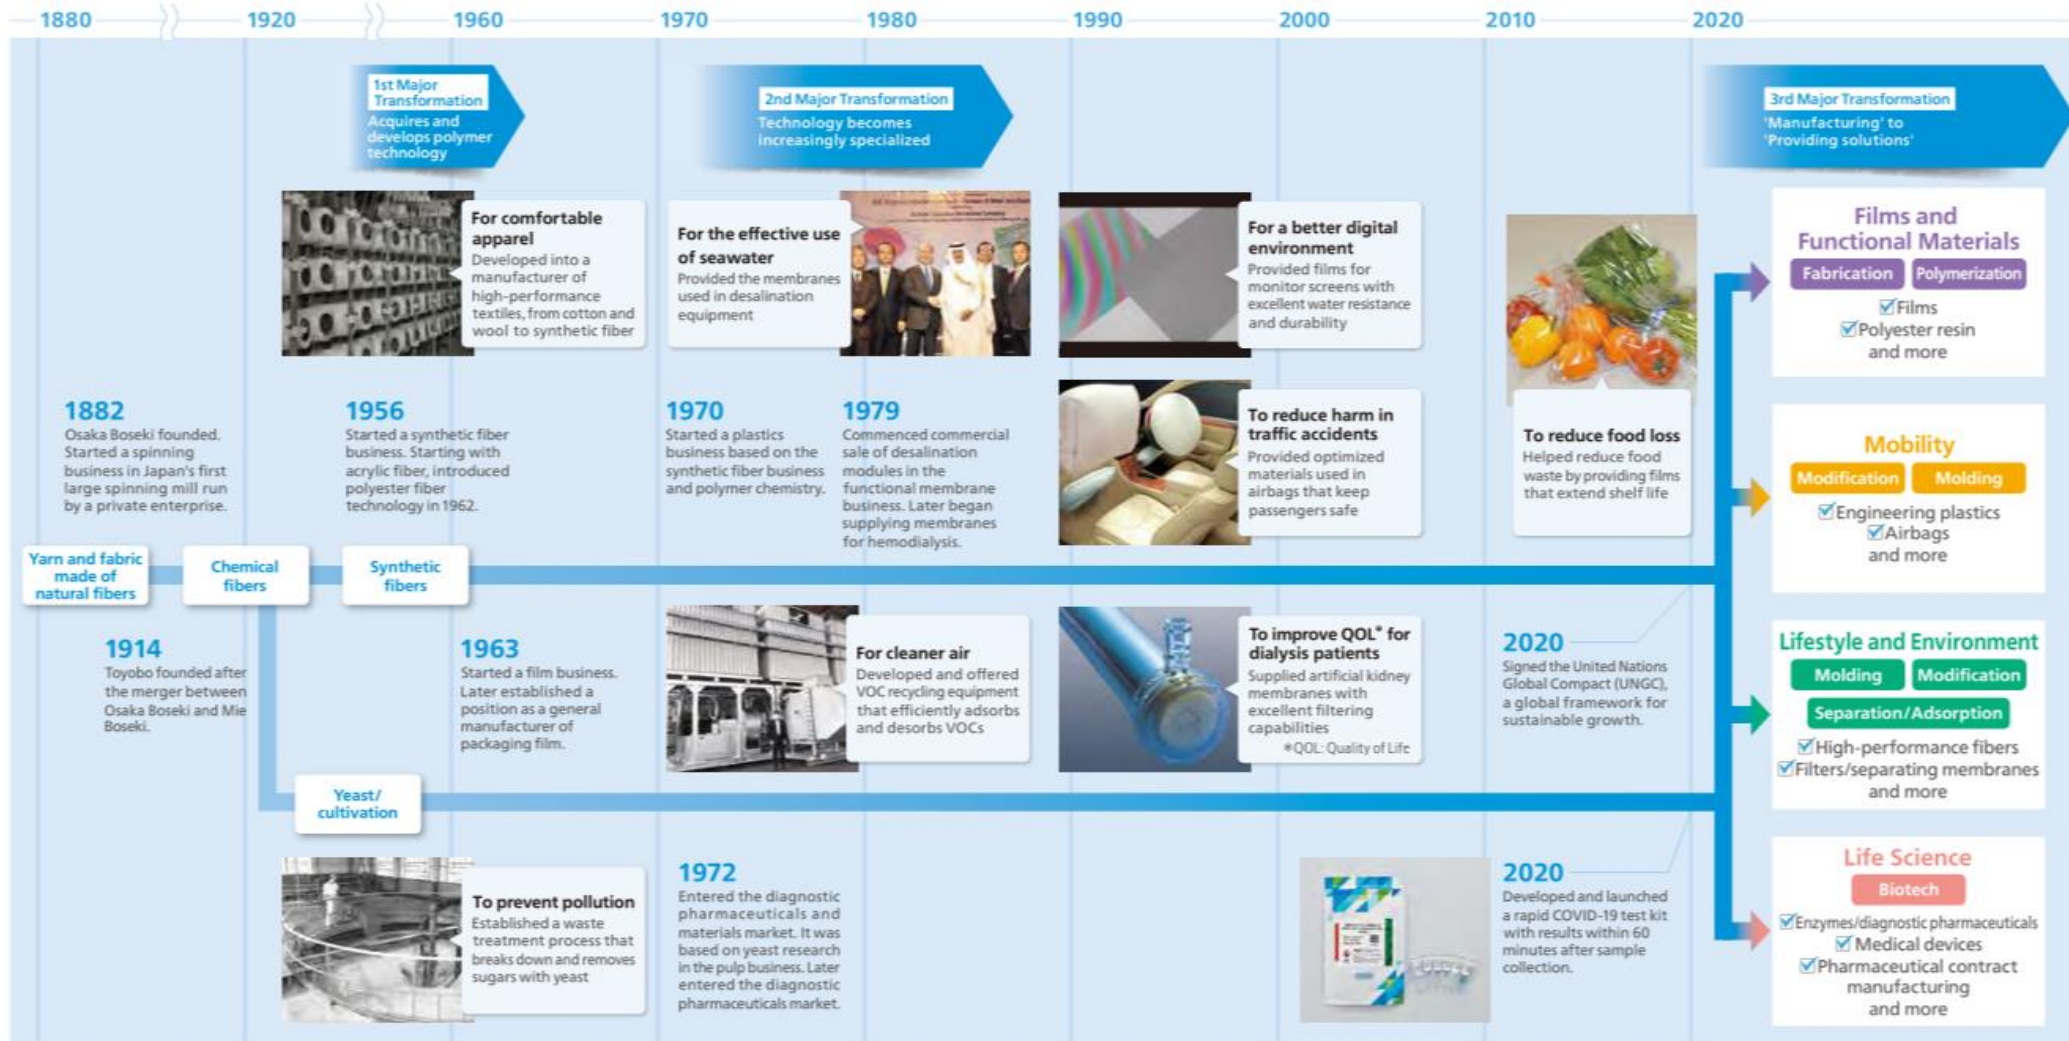 1880
1920
1960
1970
1980
1990
2000
2010
2020
1st Major
Transformation
Acquires and
develops polymer
technology
2nd Major Transformation
Technology becomes
increasingly specialized
3rd Major Transformation
'Manufacturing' to
'Providing solutions'
For comfortable
apparel
Developed into a
manufacturer of
high-performance
textiles, from cotton and
wool to synthetic fiber
For the effective use
of seawater
Provided the membranes
used in desalination
equipment
For a better digital
environment
Provided films for
monitor screens with
excellent water resistance
and durability
To reduce harm in
traffic accidents
Provided optimized
materials used in
airbags that keep
passengers safe
To reduce food loss
Helped reduce food
waste by providing films
that extend shelf life
1882
Osaka Boseki founded.
Started a spinning
business in Japan's first
large spinning mill run
by a private enterprise.
1956
Started a synthetic fiber
business. Starting with
acrylic fiber, introduced
polyester fiber
technology in 1962.
1970
Started a plastics
business based on the
synthetic fiber business
and polymer chemistry.
1979
Commenced commercial
sale of desalination
modules in the
functional membrane
business. Later began
supplying membranes
for hemodialysis.
Yarn and fabric
made of
natural fibers
Chemical
fibers
Synthetic
fibers
1914
Toyobo founded after
the merger between
Osaka Boseki and Mie
Boseki.
1963
Started a film business.
Later established a
position as a general
manufacturer of
packaging film.
For cleaner air
Developed and offered
VOC recycling equipment
that efficiently adsorbs
and desorbs VOCs
To improve QOL* for
dialysis patients
Supplied artificial kidney
membranes with
excellent filtering
capabilities
*QOL: Quality of Life
2020
Signed the United Nations
Global Compact (UNGC),
a global framework for
sustainable growth.
Yeast/
cultivation
To prevent pollution
Established a waste
treatment process that
breaks down and removes
sugars with yeast
1972
Entered the diagnostic
pharmaceuticals and
materials market. It was
based on yeast research
in the pulp business. Later
entered the diagnostic
pharmaceuticals market.
2020
Developed and launched
a rapid COVID-19 test kit
with results within 60
minutes after sample
collection.
Films and
Functional Materials
Fabrication Polymerization
Films
Polyester resin
and more
Mobility
Modification Molding
Engineering plastics
Airbags
and more
Lifestyle and Environment
Molding Modification
Separation/Adsorption
High-performance fibers
Filters/separating membranes
and more
Life Science
Biotech
Enzymes/diagnostic pharmaceuticals
Medical devices
Pharmaceutical contract
manufacturing
and more